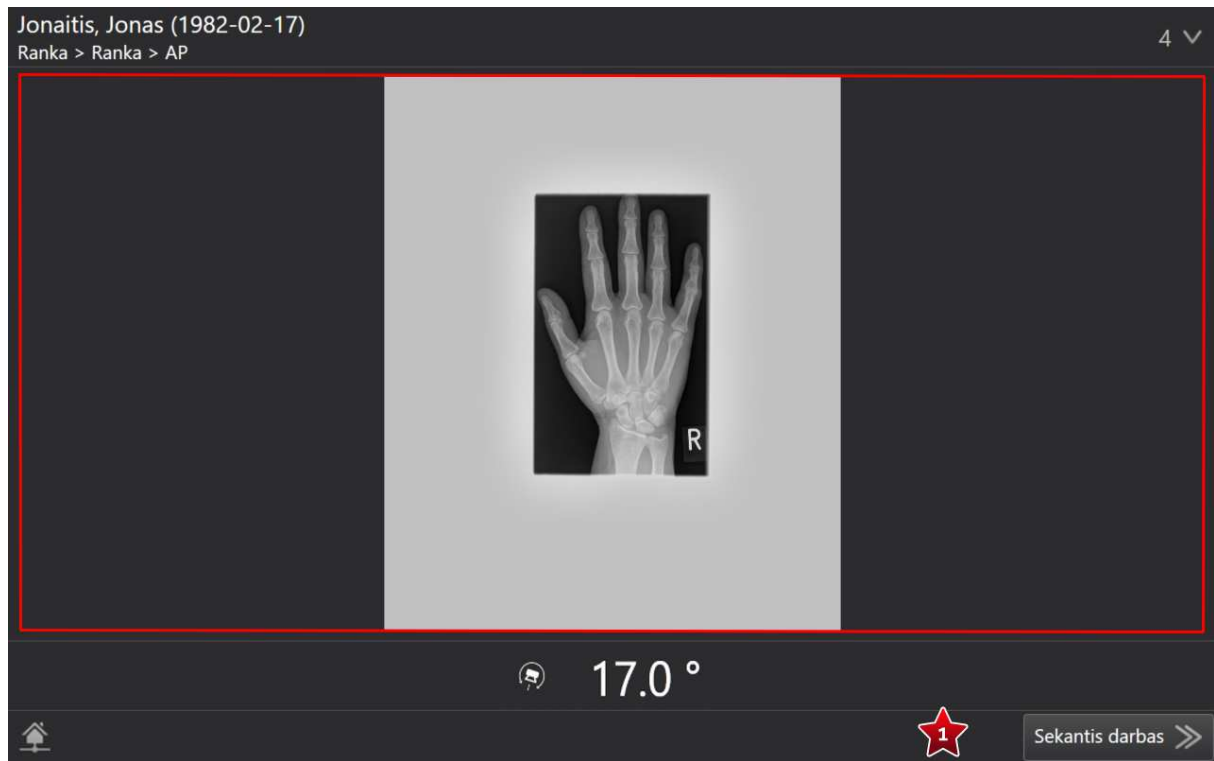 Jonaitis, Jonas (1982-02-17)
Ranka > Ranka > AP
4
R
17.0 °
1
Sekantis darbas